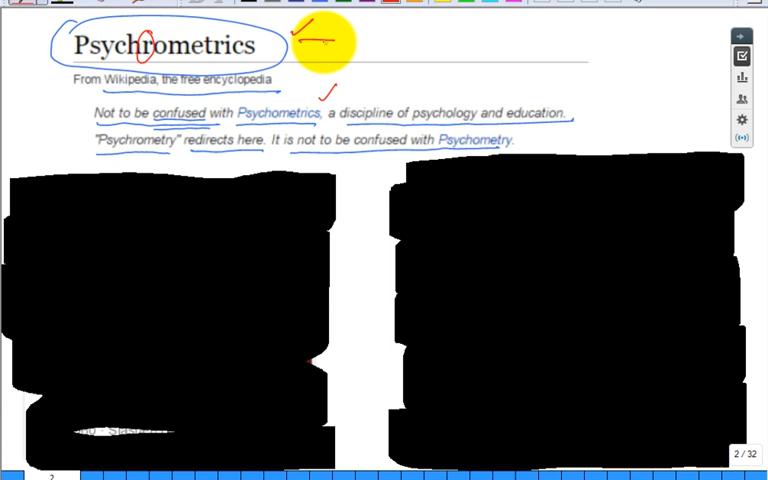 Psychrometrics
From Wikipedia, the free encyclopedia
Not to be confused with Psychometrics, a discipline of psychology and education.
"Psychrometry" redirects here. It is not to be confused with Psychometry.
2 / 32
2